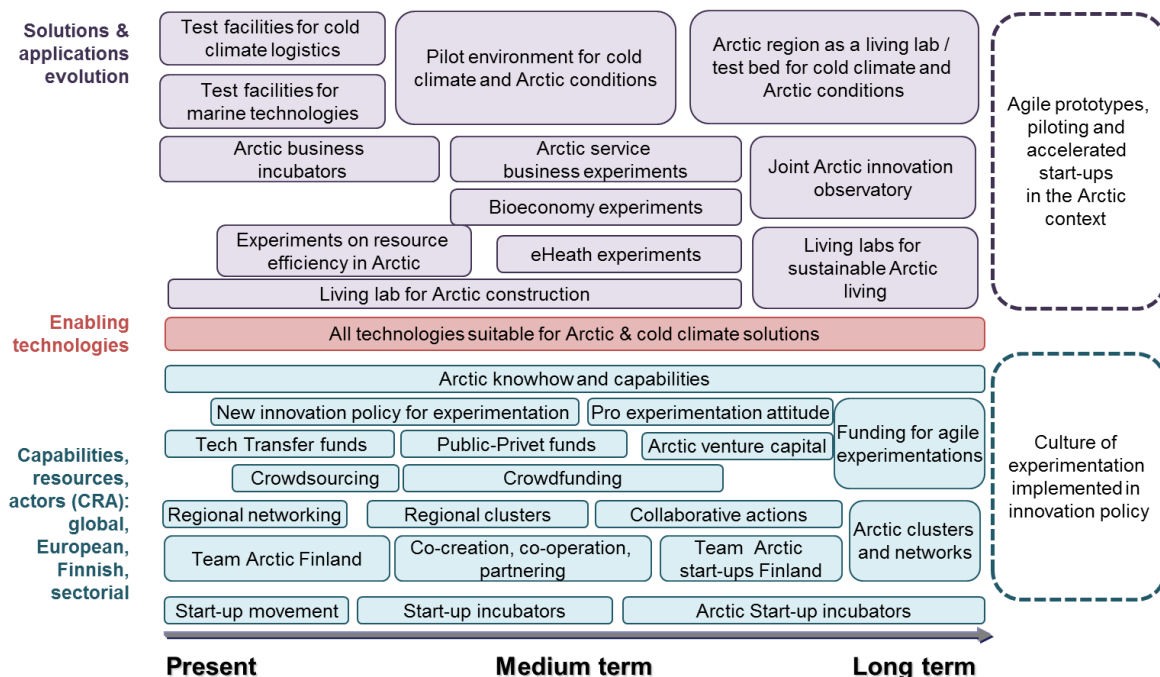 Solutions &
applications
evolution
Test facilities for cold
climate logistics
Test facilities for
marine technologies
Pilot environment for cold
climate and Arctic conditions
Arctic region as a living lab /
test bed for cold climate and
Arctic conditions
Agile prototypes,
piloting and
accelerated
start-ups
in the Arctic
context
Arctic business
incubators
Arctic service
business experiments
Joint Arctic innovation
observatory
Bioeconomy experiments
Experiments on resource
efficiency in Arctic
eHeath experiments
Living labs for
sustainable Arctic
living
Living lab for Arctic construction
Enabling
technologies
All technologies suitable for Arctic & cold climate solutions
Capabilities,
resources,
actors (CRA):
global,
European,
Finnish,
sectorial
Arctic knowhow and capabilities
New innovation policy for experimentation
Pro experimentation attitude
Funding for agile
experimentations
Tech Transfer funds
Public-Privet funds
Arctic venture capital
Crowdsourcing
Crowdfunding
Culture of
experimentation
implemented in
innovation policy
Regional networking
Regional clusters
Collaborative actions
Arctic clusters
and networks
Team Arctic Finland
Co-creation, co-operation,
partnering
Team Arctic
start-ups Finland
Start-up movement
Start-up incubators
Arctic Start-up incubators
Present
Medium term
Long term